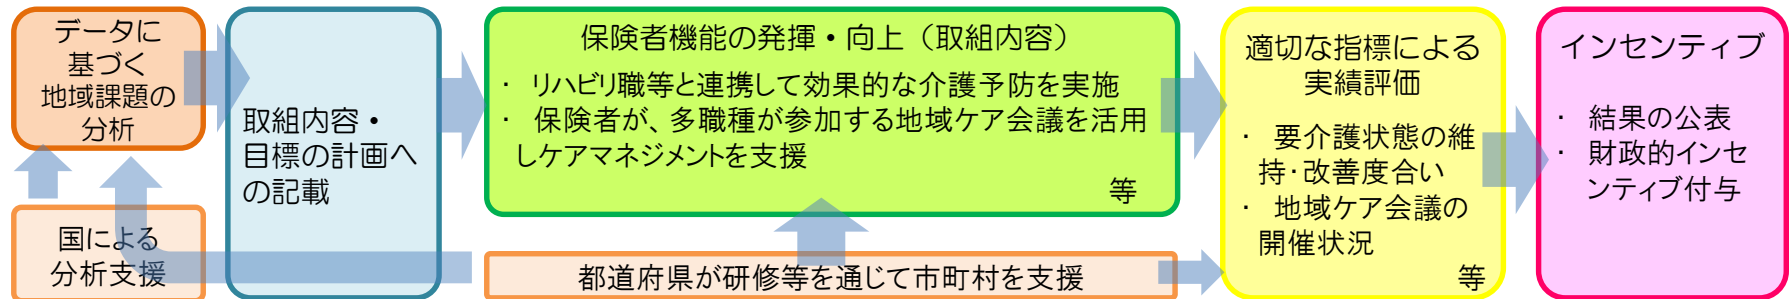 データに
基づく
地域課題の
分析
国による
分析支援
取組内容・
目標の計画へ
の記載
保険者機能の発揮・向上（取組内容）
・ リハビリ職等と連携して効果的な介護予防を実施
・ 保険者が、多職種が参加する地域ケア会議を活用
しケアマネジメントを支援
等
都道府県が研修等を通じて市町村を支援
適切な指標による
実績評価
・ 要介護状態の維
持・改善度合い
・ 地域ケア会議の
開催状況
等
インセンティブ
・ 結果の公表
・ 財政的インセ
ンティブ付与